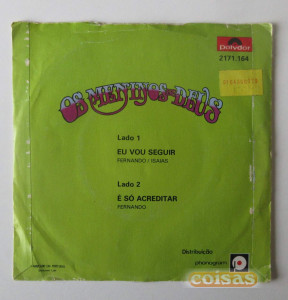 Polydor
2171.164
OS MENINOS DE DEUS
Lado 1
EU VOU SEGUIR
FERNANDO / ISAIAS
Lado 2
É SÓ ACREDITAR
FERNANDO
Distribuição
phonogram
coisas